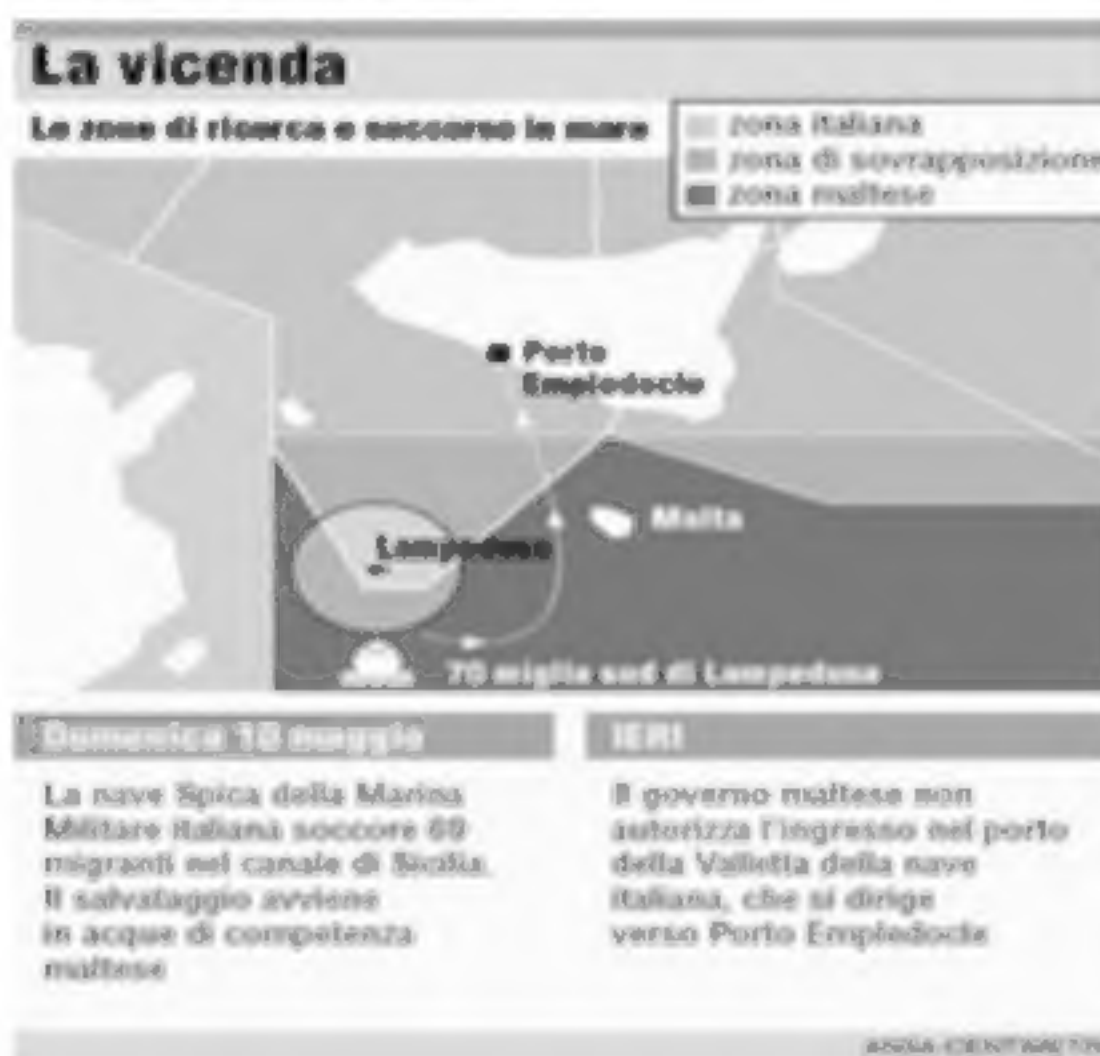 La vicenda
Le zone di ricerca e soccorso in mare
zona italiana
zona di sovrapposizione
zona maltese
Porto
Empledocle
Malta
Lampedusa
70 miglia sud di Lampedusa
Domenica 10 maggio
La nave Spica della Marina
Militare italiana soccore 69
migranti nel canale di Sicilia.
Il salvataggio avviene
in acque di competenza
maltese
IERI
Il governo maltese non
autorizza l'ingresso nel porto
della Valletta della nave
italiana, che si dirige
verso Porto Empledocle